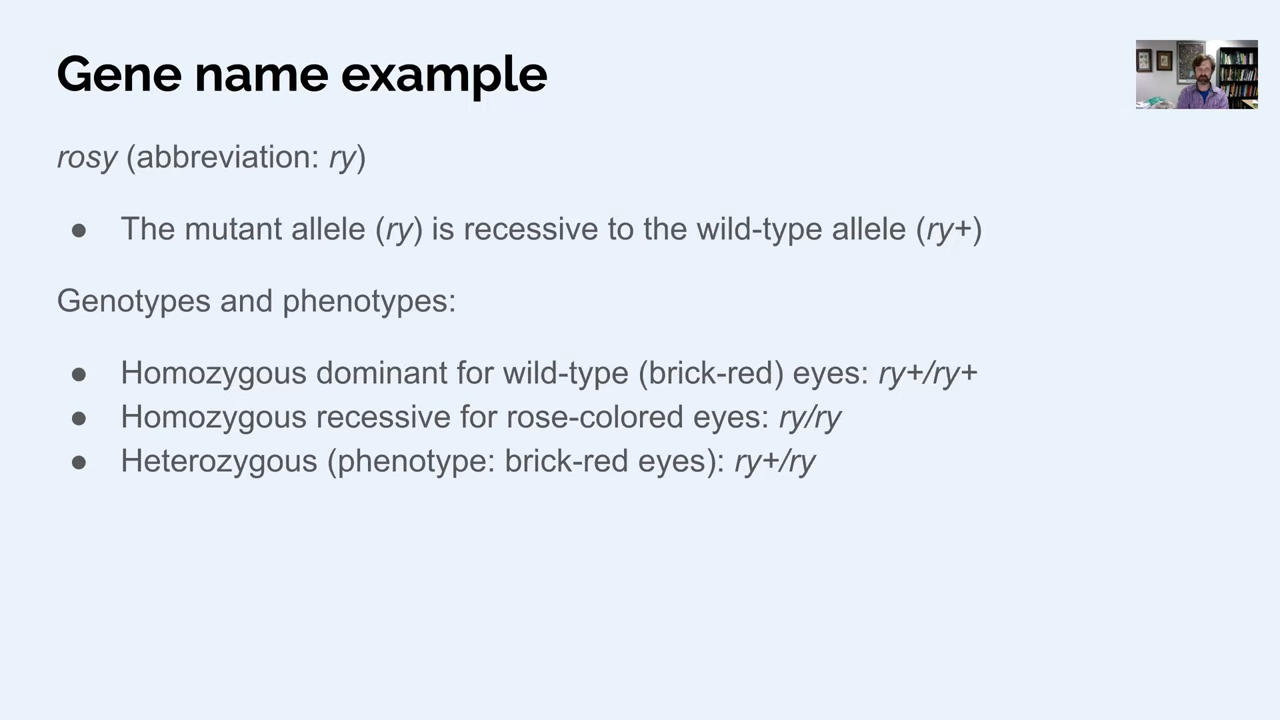 Gene name example
rosy (abbreviation: ry)
● The mutant allele (ry) is recessive to the wild-type allele (ry+)
Genotypes and phenotypes:
● Homozygous dominant for wild-type (brick-red) eyes: ry+/ry+
● Homozygous recessive for rose-colored eyes: ry/ry
● Heterozygous (phenotype: brick-red eyes): ry+/ry